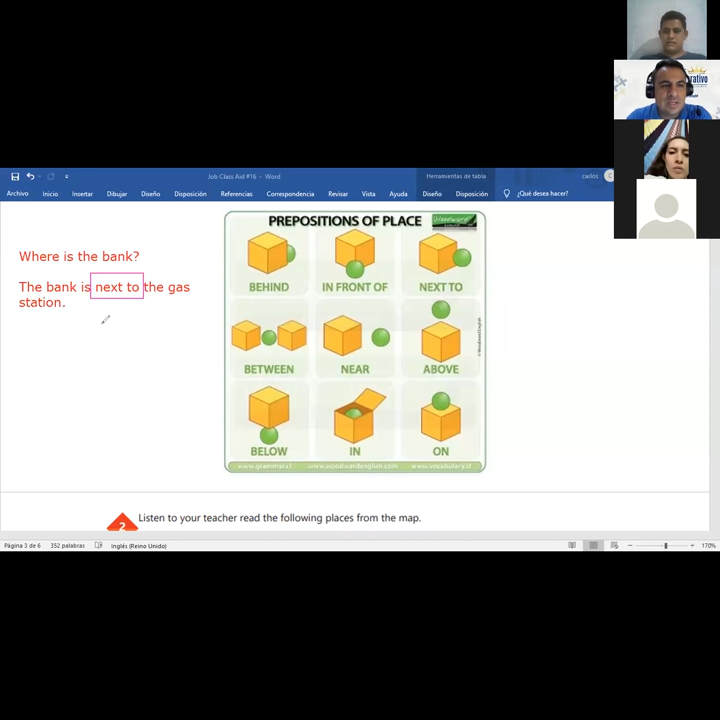 Job Class Aid #16 - Word
Herramientas de tabla
carlos
Archivo Inicio Insertar Dibujar Diseño Disposición Referencias Correspondencia Revisar Vista Ayuda Diseño Disposición ¿Qué desea hacer?
Where is the bank?
The bank is next to the gas
station.
PREPOSITIONS OF PLACE
BEHIND IN FRONT OF NEXT TO
BETWEEN NEAR ABOVE
BELOW IN ON
www.woodwardenglish.com www.vocabulary.cl
2
Listen to your teacher read the following places from the map.
Página 3 de 6 352 palabras Inglés (Reino Unido) 170%